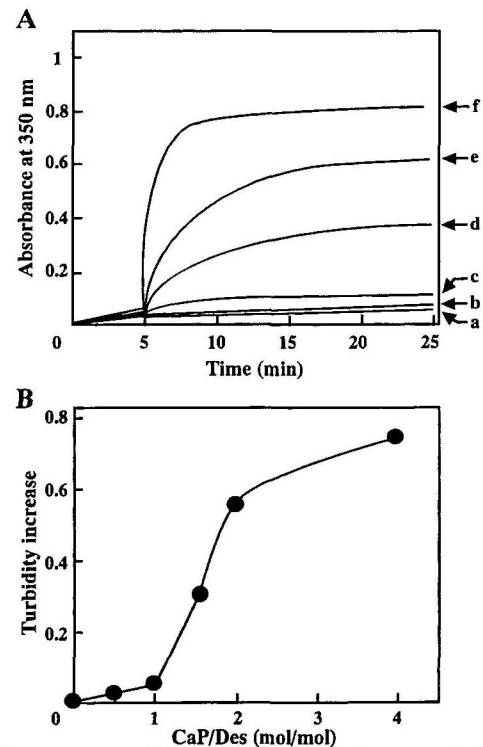 A
Absorbance at 350 nm
1
0.8
0.6
0.4
0.2
0
5
10
15
20
25
Time (min)
f
e
d
c
b
a
B
Turbidity increase
0.8
0.6
0.4
0.2
0
1
2
3
4
CaP/Des (mol/mol)